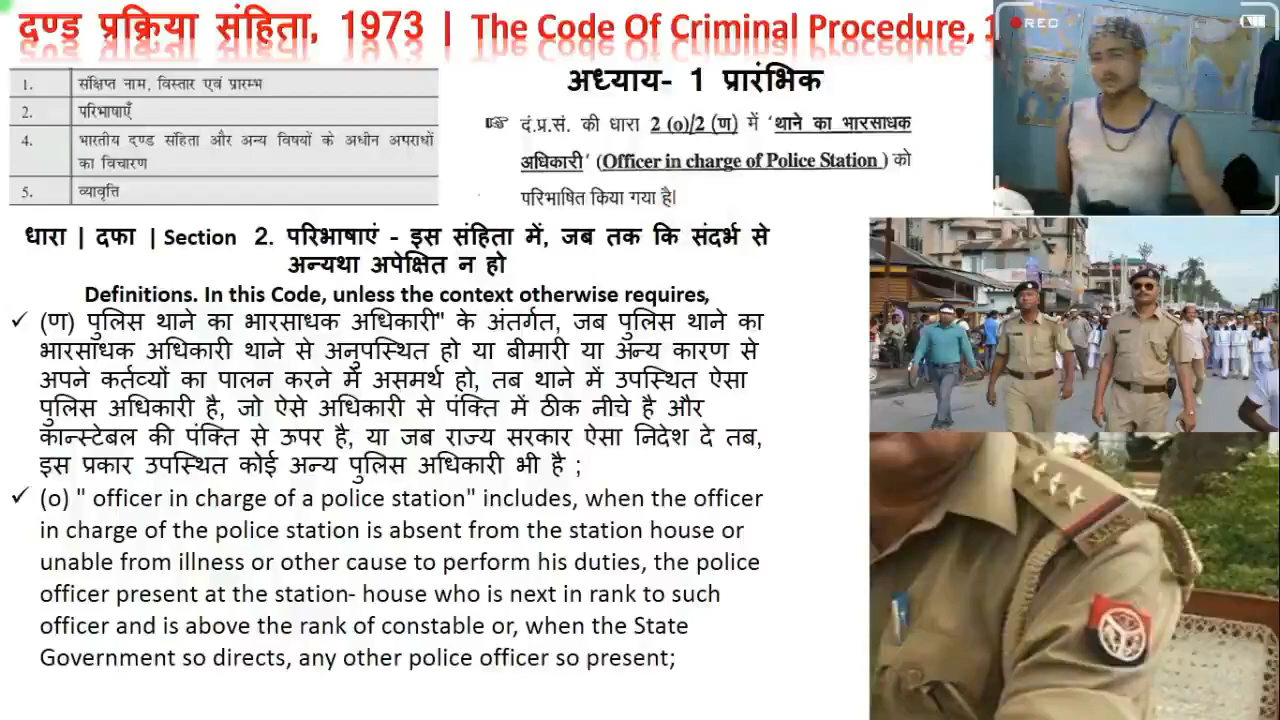 दण्ड प्रक्रिया संहिता, 1973 | The Code Of Criminal Procedure, 1
REC
अध्याय- 1 प्रारंभिक
1. संक्षिप्त नाम, विस्तार एवं प्रारम्भ
2. परिभाषाएँ
4. भारतीय दण्ड संहिता और अन्य विषयों के अधीन अपराधों
का विचारण
5. व्यावृत्ति
☞ दं.प्र.सं. की धारा 2 (o)/2 (ण) में 'थाने का भारसाधक
अधिकारी' (Officer in charge of Police Station ) को
परिभाषित किया गया है।
धारा | दफा | Section 2. परिभाषाएं - इस संहिता में, जब तक कि संदर्भ से
अन्यथा अपेक्षित न हो
Definitions. In this Code, unless the context otherwise requires,
✓ (ण) पुलिस थाने का भारसाधक अधिकारी" के अंतर्गत, जब पुलिस थाने का
भारसाधक अधिकारी थाने से अनुपस्थित हो या बीमारी या अन्य कारण से
अपने कर्तव्यों का पालन करने में असमर्थ हो, तब थाने में उपस्थित ऐसा
पुलिस अधिकारी है, जो ऐसे अधिकारी से पंक्ति में ठीक नीचे है और
कान्स्टेबल की पंक्ति से ऊपर है, या जब राज्य सरकार ऐसा निदेश दे तब,
इस प्रकार उपस्थित कोई अन्य पुलिस अधिकारी भी है ;
✓ (o) " officer in charge of a police station" includes, when the officer
in charge of the police station is absent from the station house or
unable from illness or other cause to perform his duties, the police
officer present at the station- house who is next in rank to such
officer and is above the rank of constable or, when the State
Government so directs, any other police officer so present;